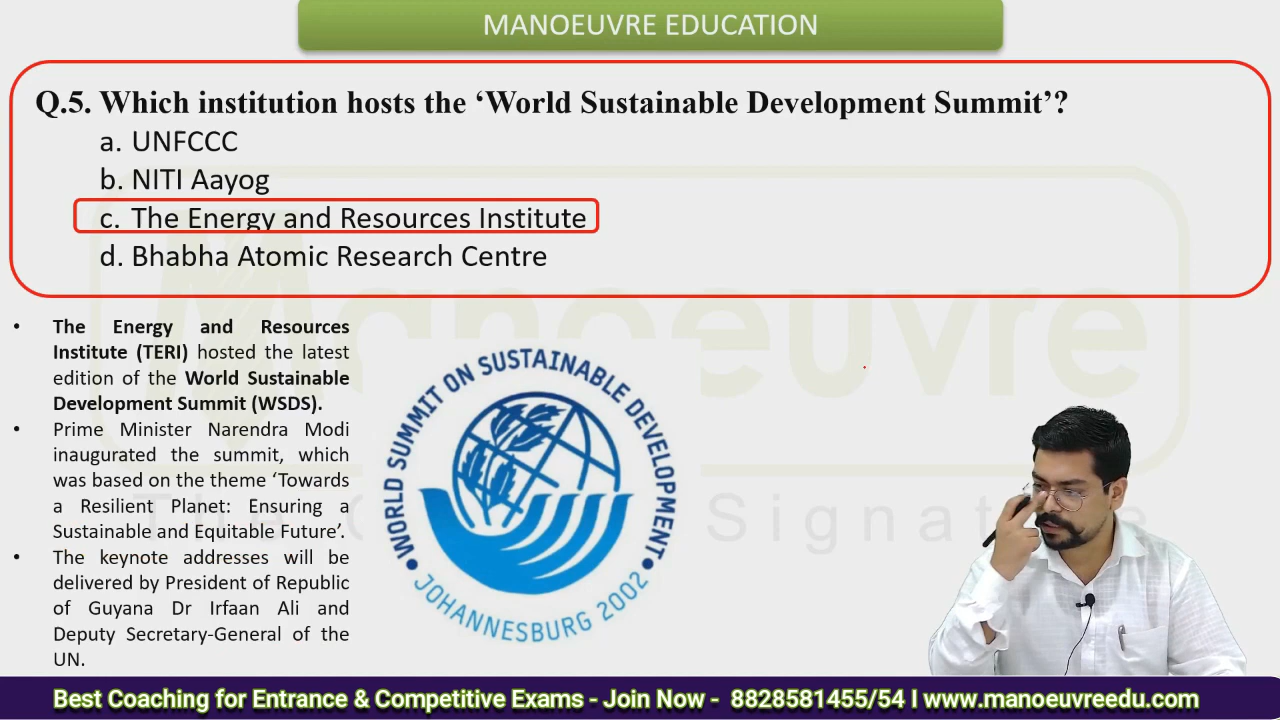 MANOEUVRE EDUCATION
Q.5. Which institution hosts the ‘World Sustainable Development Summit’?
a. UNFCCC
b. NITI Aayog
c. The Energy and Resources Institute
d. Bhabha Atomic Research Centre
• The Energy and Resources
Institute (TERI) hosted the latest
edition of the World Sustainable
Development Summit (WSDS).
• Prime Minister Narendra Modi
inaugurated the summit, which
was based on the theme ‘Towards
a Resilient Planet: Ensuring a
Sustainable and Equitable Future’.
• The keynote addresses will be
delivered by President of Republic
of Guyana Dr Irfaan Ali and
Deputy Secretary-General of the
UN.
• WORLD SUMMIT ON SUSTAINABLE DEVELOPMENT •
JOHANNESBURG 2002
Manoeuvre
Best Coaching for Entrance & Competitive Exams - Join Now - 8828581455/54 I www.manoeuvreedu.com